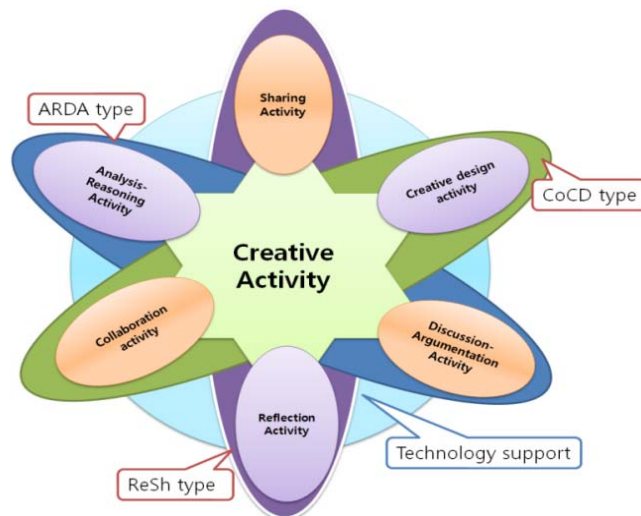 Sharing
Activity
ARDA type
Analysis-
Reasoning
Activity
Creative design
activity
CoCD type
Creative
Activity
Collaboration
activity
Discussion-
Argumentation
Activity
Reflection
Activity
Technology support
ReSh type